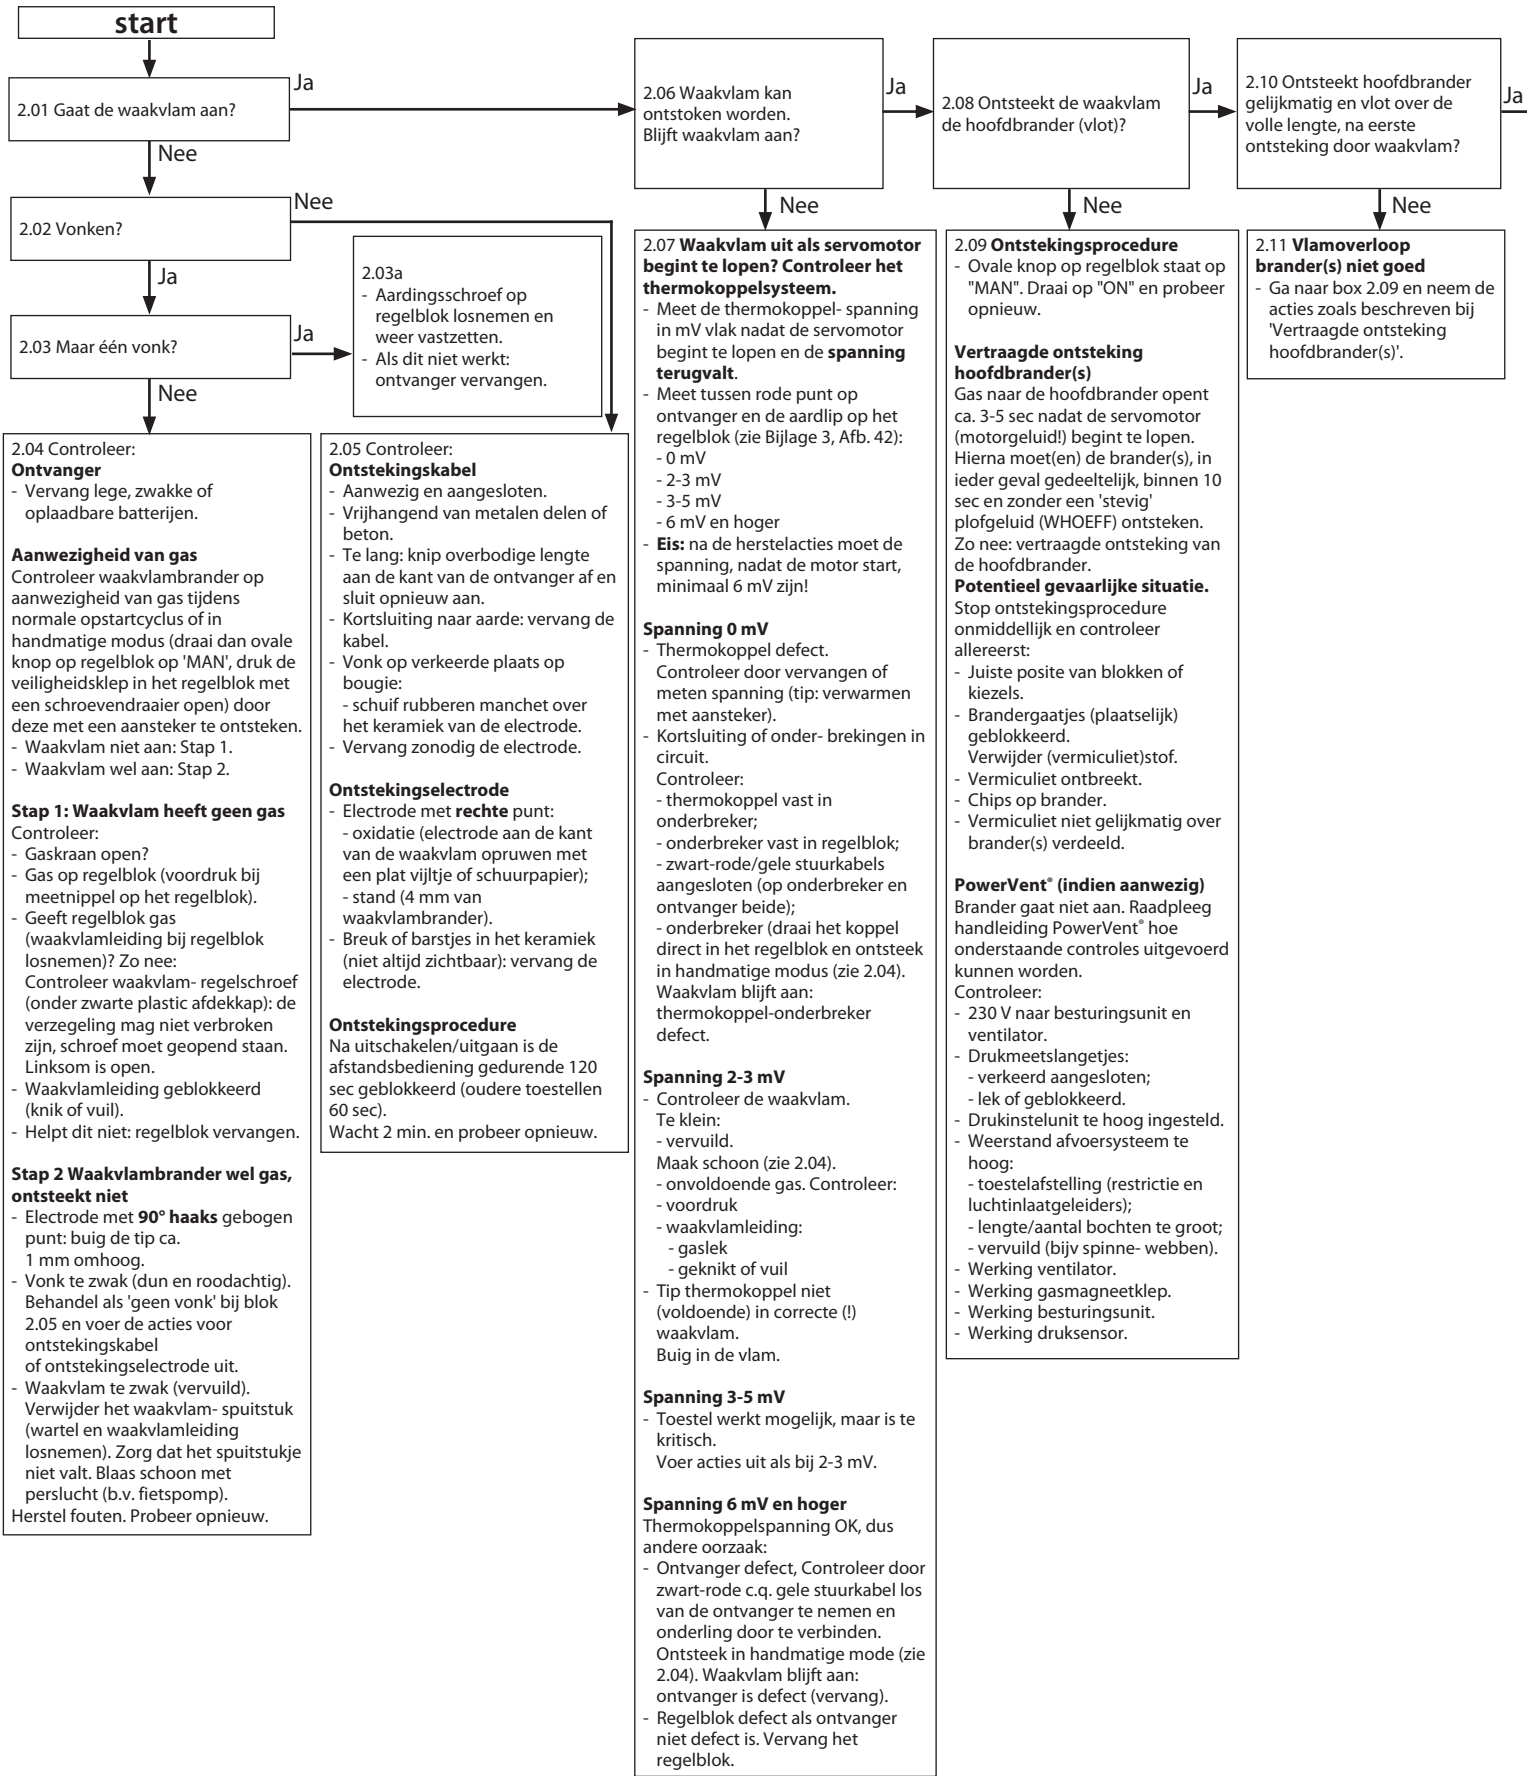 start
Ja
2.01 Gaat de waakvlam aan?
Nee
2.02 Vonken?
Nee
Ja
2.03 Maar één vonk?
Ja
Nee
2.03a
- Aardingsschroef op
regelblok losnemen en
weer vastzetten.
- Als dit niet werkt:
ontvanger vervangen.
2.04 Controleer:
Ontvanger
- Vervang lege, zwakke of
oplaadbare batterijen.
Aanwezigheid van gas
Controleer waakvlambrander op
aanwezigheid van gas tijdens
normale opstartcyclus of in
handmatige modus (draai dan ovale
knop op regelblok op 'MAN', druk de
veiligheidsklep in het regelblok met
een schroevendraaier open) door
deze met een aansteker te ontsteken.
- Waakvlam niet aan: Stap 1.
- Waakvlam wel aan: Stap 2.
Stap 1: Waakvlam heeft geen gas
Controleer:
- Gaskraan open?
- Gas op regelblok (voordruk bij
meetnippel op het regelblok).
- Geeft regelblok gas
(waakvlamleiding bij regelblok
losnemen)? Zo nee:
Controleer waakvlam- regelschroef
(onder zwarte plastic afdekkap): de
verzegeling mag niet verbroken
zijn, schroef moet geopend staan.
Linksom is open.
- Waakvlamleiding geblokkeerd
(knik of vuil).
- Helpt dit niet: regelblok vervangen.
Stap 2 Waakvlambrander wel gas,
ontsteekt niet
- Electrode met 90° haaks gebogen
punt: buig de tip ca.
1 mm omhoog.
- Vonk te zwak (dun en roodachtig).
Behandel als 'geen vonk' bij blok
2.05 en voer de acties voor
ontstekingskabel
of ontstekingselectrode uit.
- Waakvlam te zwak (vervuild).
Verwijder het waakvlam- spuitstuk
(wartel en waakvlamleiding
losnemen). Zorg dat het spuitstukje
niet valt. Blaas schoon met
perslucht (b.v. fietspomp).
Herstel fouten. Probeer opnieuw.
2.05 Controleer:
Ontstekingskabel
- Aanwezig en aangesloten.
- Vrijhangend van metalen delen of
beton.
- Te lang: knip overbodige lengte
aan de kant van de ontvanger af en
sluit opnieuw aan.
- Kortsluiting naar aarde: vervang de
kabel.
- Vonk op verkeerde plaats op
bougie:
- schuif rubberen manchet over
het keramiek van de electrode.
- Vervang zonodig de electrode.
Ontstekingselectrode
- Electrode met rechte punt:
- oxidatie (electrode aan de kant
van de waakvlam opruwen met
een plat vijltje of schuurpapier);
- stand (4 mm van
waakvlambrander).
- Breuk of barstjes in het keramiek
(niet altijd zichtbaar): vervang de
electrode.
Ontstekingsprocedure
Na uitschakelen/uitgaan is de
afstandsbediening gedurende 120
sec geblokkeerd (oudere toestellen
60 sec).
Wacht 2 min. en probeer opnieuw.
2.06 Waakvlam kan
ontstoken worden.
Blijft waakvlam aan?
Ja
Nee
2.07 Waakvlam uit als servomotor
begint te lopen? Controleer het
thermokoppelsysteem.
- Meet de thermokoppel- spanning
in mV vlak nadat de servomotor
begint te lopen en de spanning
terugvalt.
- Meet tussen rode punt op
ontvanger en de aardlip op het
regelblok (zie Bijlage 3, Afb. 42):
- 0 mV
- 2-3 mV
- 3-5 mV
- 6 mV en hoger
- Eis: na de herstelacties moet de
spanning, nadat de motor start,
minimaal 6 mV zijn!
Spanning 0 mV
- Thermokoppel defect.
Controleer door vervangen of
meten spanning (tip: verwarmen
met aansteker).
- Kortsluiting of onder- brekingen in
circuit.
Controleer:
- thermokoppel vast in
onderbreker;
- onderbreker vast in regelblok;
- zwart-rode/gele stuurkabels
aangesloten (op onderbreker en
ontvanger beide);
- onderbreker (draai het koppel
direct in het regelblok en ontsteek
in handmatige modus (zie 2.04).
Waakvlam blijft aan:
thermokoppel-onderbreker
defect.
Spanning 2-3 mV
- Controleer de waakvlam.
Te klein:
- vervuild.
Maak schoon (zie 2.04).
- onvoldoende gas. Controleer:
- voordruk
- waakvlamleiding:
- gaslek
- geknikt of vuil
- Tip thermokoppel niet
(voldoende) in correcte (!)
waakvlam.
Buig in de vlam.
Spanning 3-5 mV
- Toestel werkt mogelijk, maar is te
kritisch.
Voer acties uit als bij 2-3 mV.
Spanning 6 mV en hoger
Thermokoppelspanning OK, dus
andere oorzaak:
- Ontvanger defect, Controleer door
zwart-rode c.q. gele stuurkabel los
van de ontvanger te nemen en
onderling door te verbinden.
Ontsteek in handmatige mode (zie
2.04). Waakvlam blijft aan:
ontvanger is defect (vervang).
- Regelblok defect als ontvanger
niet defect is. Vervang het
regelblok.
2.08 Ontsteekt de waakvlam
de hoofdbrander (vlot)?
Ja
Nee
2.09 Ontstekingsprocedure
- Ovale knop op regelblok staat op
"MAN". Draai op "ON" en probeer
opnieuw.
Vertraagde ontsteking
hoofdbrander(s)
Gas naar de hoofdbrander opent
ca. 3-5 sec nadat de servomotor
(motorgeluid!) begint te lopen.
Hierna moet(en) de brander(s), in
ieder geval gedeeltelijk, binnen 10
sec en zonder een 'stevig'
plofgeluid (WHOEFF) ontsteken.
Zo nee: vertraagde ontsteking van
de hoofdbrander.
Potentieel gevaarlijke situatie.
Stop ontstekingsprocedure
onmiddellijk en controleer
allereerst:
- Juiste posite van blokken of
kiezels.
- Brandergaatjes (plaatselijk)
geblokkeerd.
Verwijder (vermiculiet)stof.
- Vermiculiet ontbreekt.
- Chips op brander.
- Vermiculiet niet gelijkmatig over
brander(s) verdeeld.
PowerVent® (indien aanwezig)
Brander gaat niet aan. Raadpleeg
handleiding PowerVent® hoe
onderstaande controles uitgevoerd
kunnen worden.
Controleer:
- 230 V naar besturingsunit en
ventilator.
- Drukmeetslangetjes:
- verkeerd aangesloten;
- lek of geblokkeerd.
- Drukinstelunit te hoog ingesteld.
- Weerstand afvoersysteem te
hoog:
- toestelafstelling (restrictie en
luchtinlaatgeleiders);
- lengte/aantal bochten te groot;
- vervuild (bijv spinne- webben).
- Werking ventilator.
- Werking gasmagneetklep.
- Werking besturingsunit.
- Werking druksensor.
2.10 Ontsteekt hoofdbrander
gelijkmatig en vlot over de
volle lengte, na eerste
ontsteking door waakvlam?
Ja
Nee
2.11 Vlamoverloop
brander(s) niet goed
- Ga naar box 2.09 en neem de
acties zoals beschreven bij
'Vertraagde ontsteking
hoofdbrander(s)'.